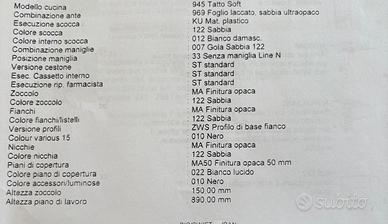 Modello cucina : 945 Tatto Soft
Combinazione ante : 969 Foglio laccato, sabbia ultraopaco
Esecuzione scocca : KU Mat. plastico
Colore scocca : 122 Sabbia
Colore interno scocca : 012 Bianco damasc.
Combinazione maniglie : 007 Gola Sabbia 122
Posizione maniglia : 33 Senza maniglia Line N
Versione cestone : ST standard
Esec. Cassetto interno : ST standard
Esecuzione rip. farmacista : ST standard
Zoccolo : MA Finitura opaca
Colore zoccolo : 122 Sabbia
Fianchi : MA Finitura opaca
Colore fianchi/listelli : 122 Sabbia
Versione profili : ZWS Profilo di base fianco
Colour various 15 : 010 Nero
Nicchie : MA Finitura opaca
Colore nicchia : 122 Sabbia
Piani di copertura : MA50 Finitura opaca 50 mm
Colore piano di copertura : 022 Bianco lucido
Colore accessori/luminose : 010 Nero
Altezza zoccolo : 150.00 mm
Altezza piano di lavoro : 890,00 mm
subito